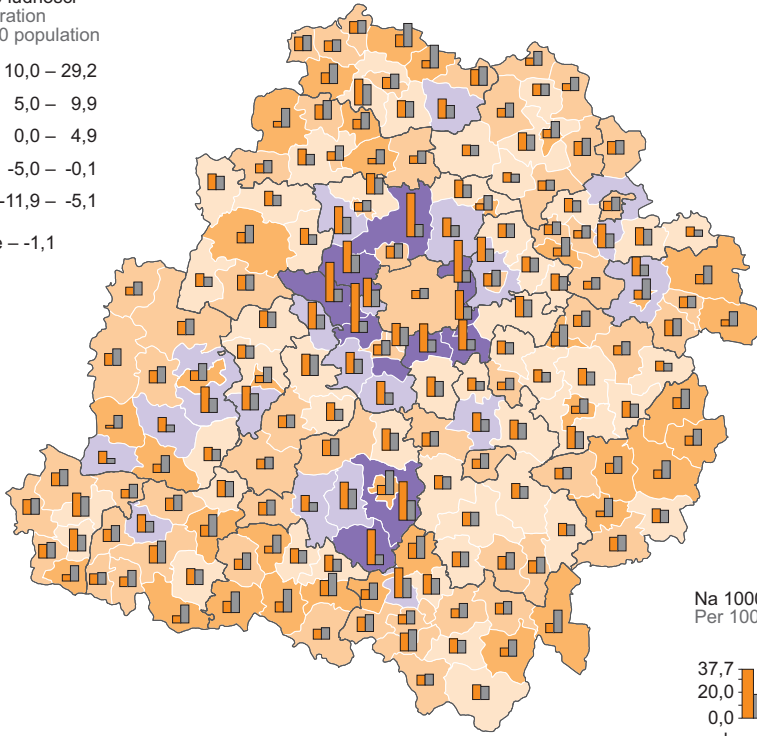 ration
0 population
10,0 – 29,2
5,0 – 9,9
0,0 – 4,9
-5,0 – -0,1
-11,9 – -5,1
– -1,1
Na 1000
Per 100
37,7
20,0
0,0